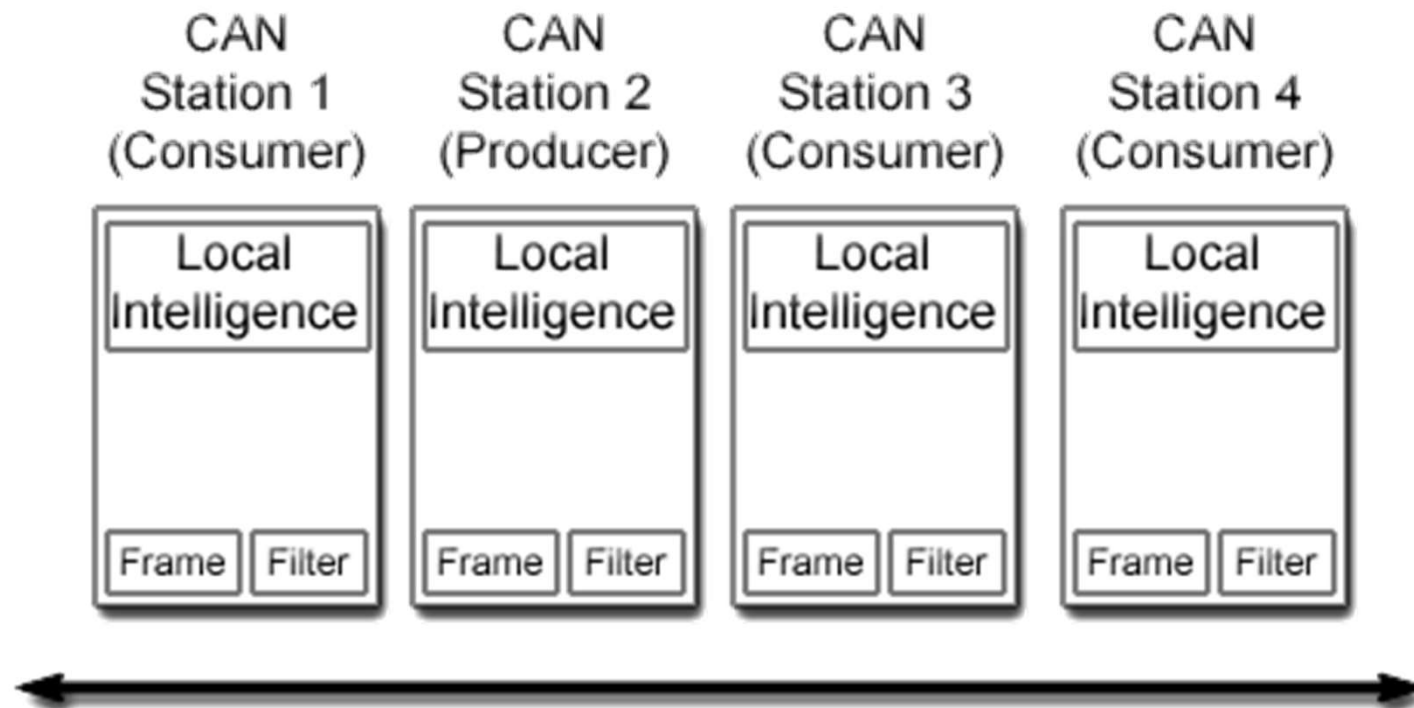 CAN
Station 1
(Consumer)
Local
Intelligence
Frame
Filter
CAN
Station 2
(Producer)
Local
Intelligence
Frame
Filter
CAN
Station 3
(Consumer)
Local
Intelligence
Frame
Filter
CAN
Station 4
(Consumer)
Local
Intelligence
Frame
Filter